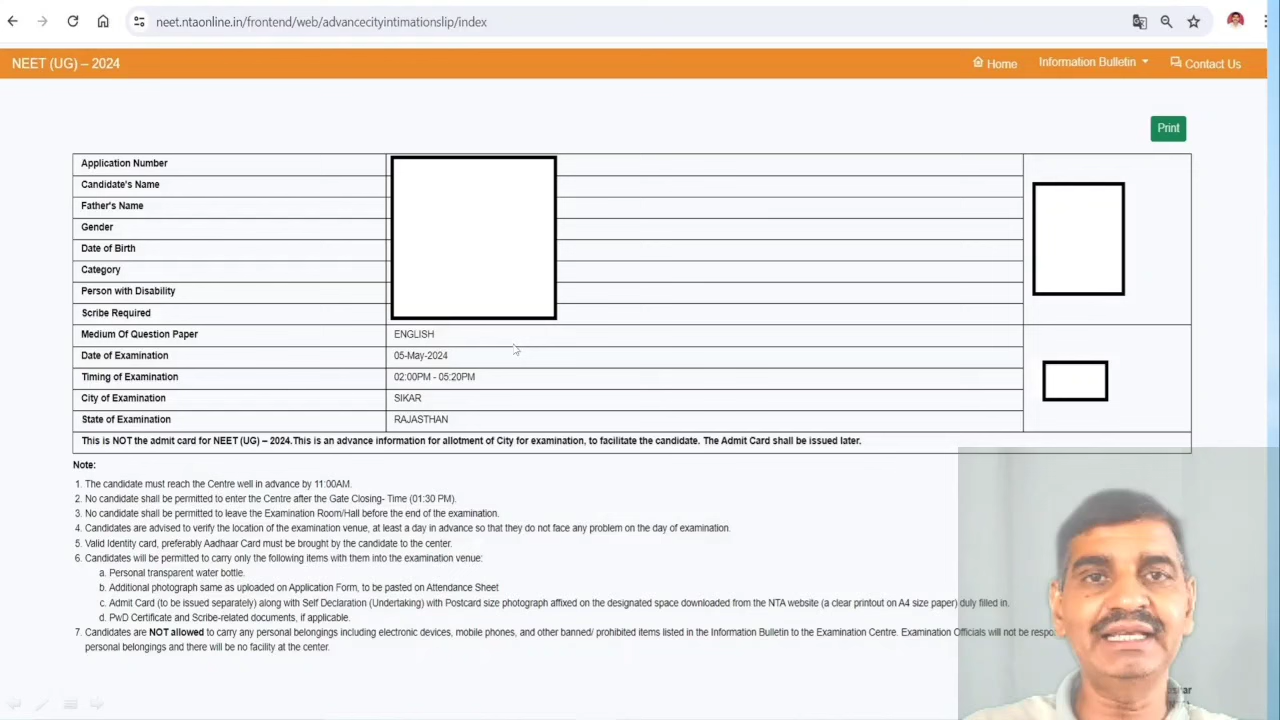 neet.ntaonline.in/frontend/web/advancecityintimationslip/index
NEET (UG) – 2024
Home
Information Bulletin
Contact Us
Print
Application Number
Candidate's Name
Father's Name
Gender
Date of Birth
Category
Person with Disability
Scribe Required
Medium Of Question Paper ENGLISH
Date of Examination 05-May-2024
Timing of Examination 02:00PM - 05:20PM
City of Examination SIKAR
State of Examination RAJASTHAN
This is NOT the admit card for NEET (UG) – 2024.This is an advance information for allotment of City for examination, to facilitate the candidate. The Admit Card shall be issued later.
Note:
1. The candidate must reach the Centre well in advance by 11:00AM.
2. No candidate shall be permitted to enter the Centre after the Gate Closing- Time (01:30 PM).
3. No candidate shall be permitted to leave the Examination Room/Hall before the end of the examination.
4. Candidates are advised to verify the location of the examination venue, at least a day in advance so that they do not face any problem on the day of examination.
5. Valid Identity card, preferably Aadhaar Card must be brought by the candidate to the center.
6. Candidates will be permitted to carry only the following items with them into the examination venue:
a. Personal transparent water bottle.
b. Additional photograph same as uploaded on Application Form, to be pasted on Attendance Sheet
c. Admit Card (to be issued separately) along with Self Declaration (Undertaking) with Postcard size photograph affixed on the designated space downloaded from the NTA website (a clear printout on A4 size paper) duly filled in.
d. PwD Certificate and Scribe-related documents, if applicable.
7. Candidates are NOT allowed to carry any personal belongings including electronic devices, mobile phones, and other banned/ prohibited items listed in the Information Bulletin to the Examination Centre. Examination Officials will not be
personal belongings and there will be no facility at the center.